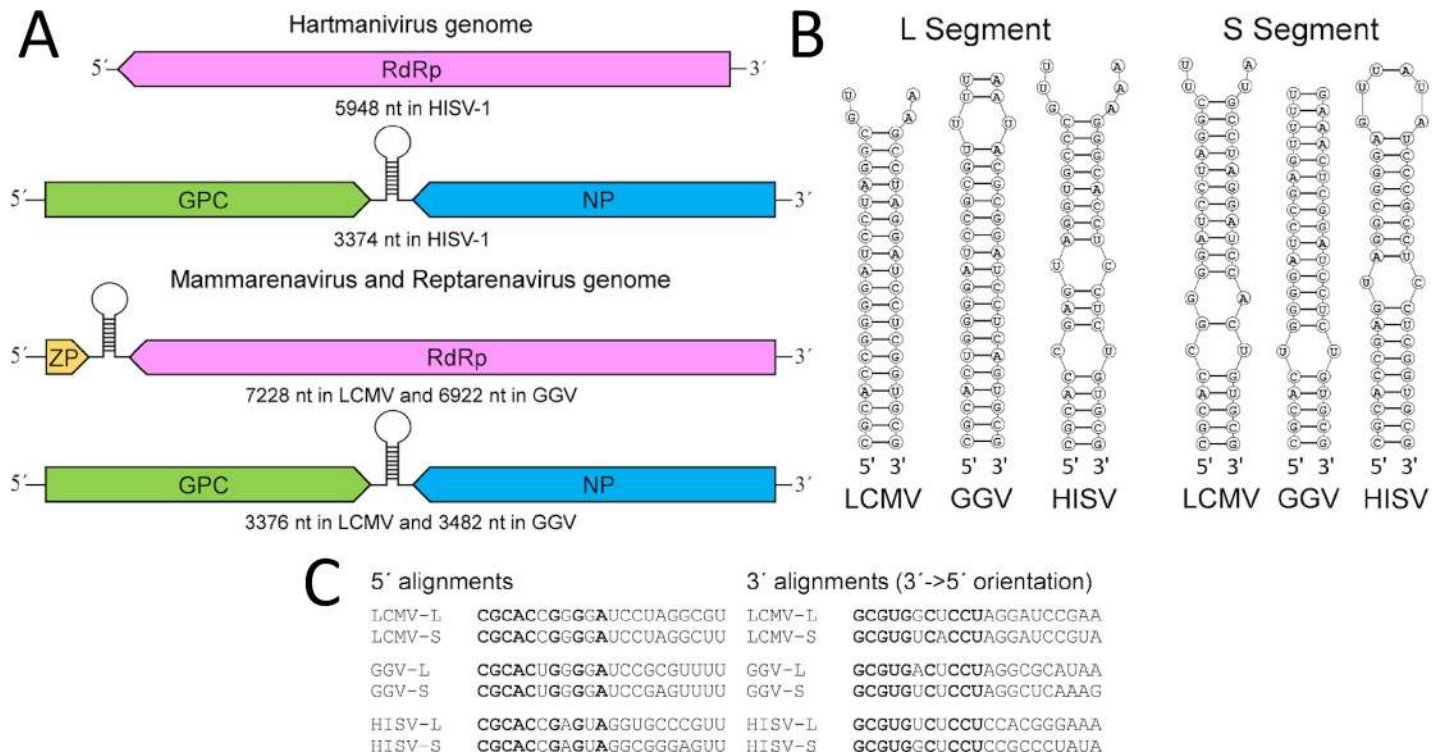 A
Hartmanivirus genome
5´ RdRp 3´
5948 nt in HISV-1
5´ GPC NP 3´
3374 nt in HISV-1
Mammarenavirus and Reptarenavirus genome
5´ ZP RdRp 3´
7228 nt in LCMV and 6922 nt in GGV
5´ GPC NP 3´
3376 nt in LCMV and 3482 nt in GGV
B
L Segment S Segment
5' 3' 5' 3' 5' 3' 5' 3' 5' 3' 5' 3'
LCMV GGV HISV LCMV GGV HISV
C
5´ alignments 3´ alignments (3´->5´ orientation)
LCMV-L CGCACCGGGGAUCCUAGGCGU LCMV-L GCGUGGCUCCUAGGAUCCGAA
LCMV-S CGCACCGGGGAUCCUAGGCUU LCMV-S GCGUGUCACCUAGGAUCCGUA
GGV-L CGCACUGGGGAUCCGCGUUUU GGV-L GCGUGACUCCUAGGCGCAUAA
GGV-S CGCACUGGGGAUCCGAGUUUU GGV-S GCGUGUCUCCUAGGCUCAAAG
HISV-L CGCACCGAGUAGGUGCCCGUU HISV-L GCGUGUCUCCUCCACGGGAAA
HISV-S CGCACCGAGUAGGCGGGAGUU HISV-S GCGUGGCUCCUCCGCCCUAUA